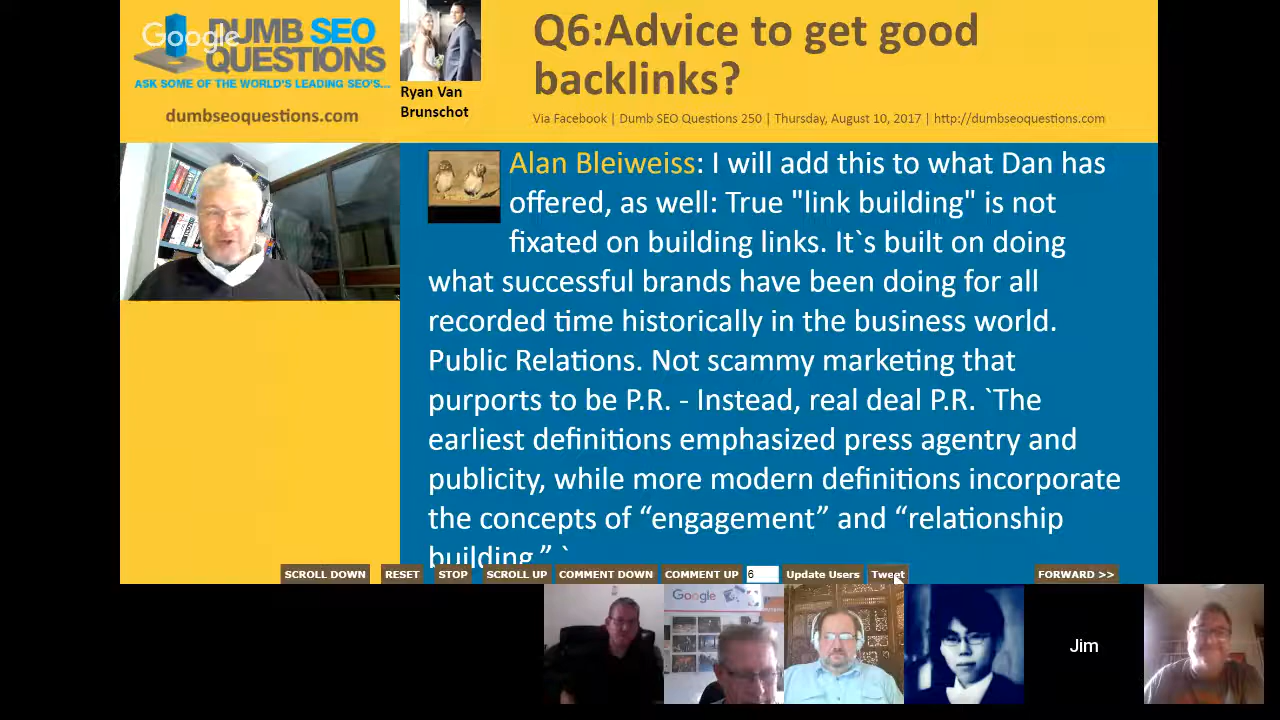 Google
DUMB SEO
QUESTIONS
ASK SOME OF THE WORLD'S LEADING SEO'S...
dumbseoquestions.com
Ryan Van
Brunschot
Q6:Advice to get good
backlinks?
Via Facebook | Dumb SEO Questions 250 | Thursday, August 10, 2017 | http://dumbseoquestions.com
Alan Bleiweiss: I will add this to what Dan has
offered, as well: True "link building" is not
fixated on building links. It`s built on doing
what successful brands have been doing for all
recorded time historically in the business world.
Public Relations. Not scammy marketing that
purports to be P.R. - Instead, real deal P.R. `The
earliest definitions emphasized press agentry and
publicity, while more modern definitions incorporate
the concepts of “engagement” and “relationship
building.” `
SCROLL DOWN RESET STOP SCROLL UP COMMENT DOWN COMMENT UP 6 Update Users Tweet FORWARD >>
Google
Jim